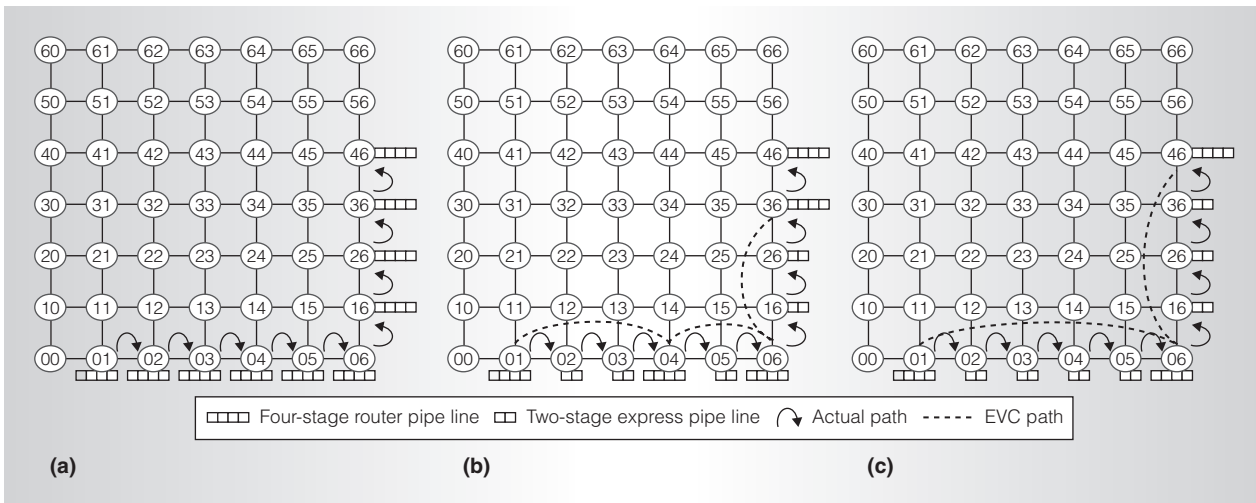 60 61 62 63 64 65 66 60 61 62 63 64 65 66 60 61 62 63 64 65 66
50 51 52 53 54 55 56 50 51 52 53 54 55 56 50 51 52 53 54 55 56
40 41 42 43 44 45 46 40 41 42 43 44 45 46 40 41 42 43 44 45 46
30 31 32 33 34 35 36 30 31 32 33 34 35 36 30 31 32 33 34 35 36
20 21 22 23 24 25 26 20 21 22 23 24 25 26 20 21 22 23 24 25 26
10 11 12 13 14 15 16 10 11 12 13 14 15 16 10 11 12 13 14 15 16
00 01 02 03 04 05 06 00 01 02 03 04 05 06 00 01 02 03 04 05 06
Four-stage router pipe line Two-stage express pipe line Actual path EVC path
(a) (b) (c)